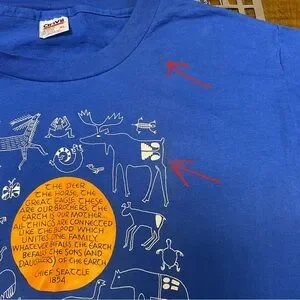 THE DEER
THE HORSE, THE
GREAT EAGLE, THESE
ARE OUR BROTHERS. THE
EARTH IS OUR MOTHER.
ALL THINGS ARE CONNECTED
LIKE THE BLOOD WHICH
UNITES ONE FAMILY.
WHATEVER BEFALLS THE EARTH
BEFALLS THE SONS (AND
DAUGHTERS) OF THE EARTH.
CHIEF SEATTLE
1854